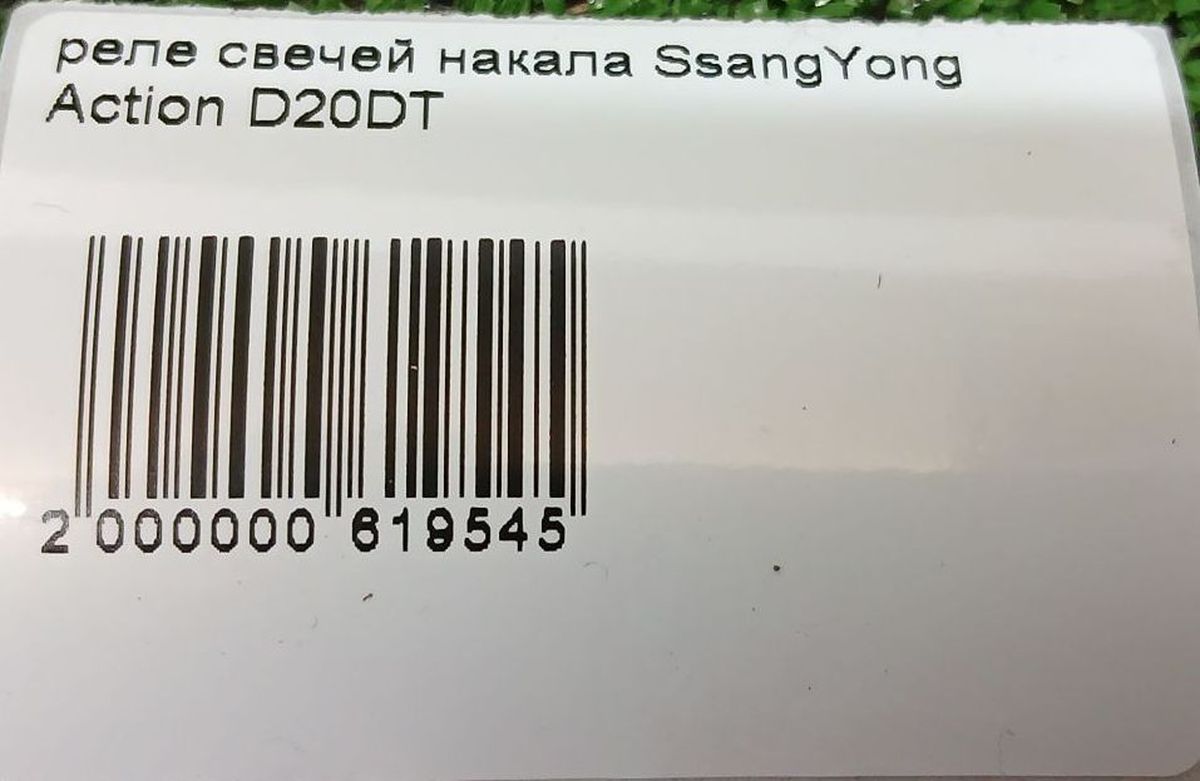 реле свечей накала SsangYong
Action D20DT
2 000000 619545